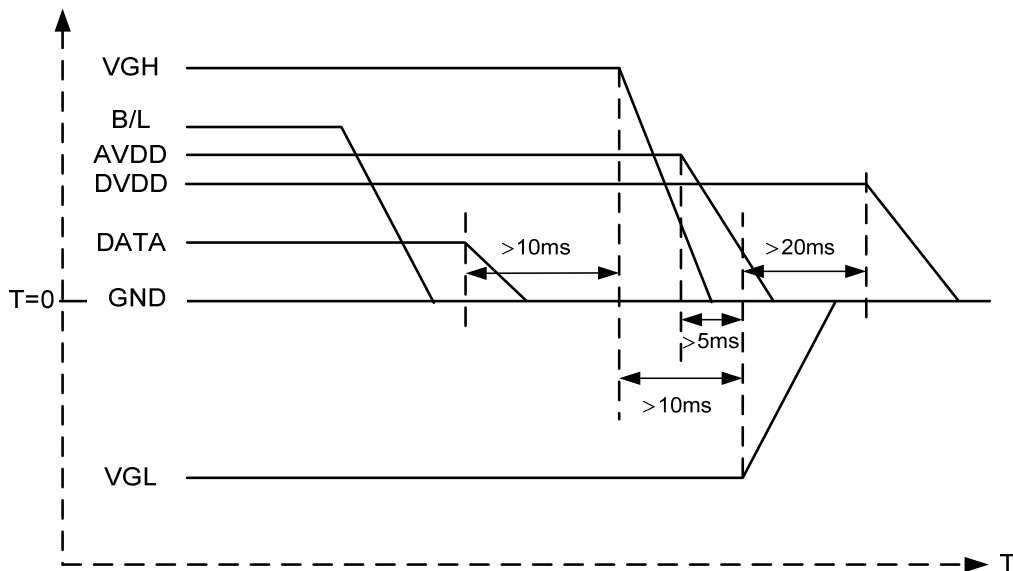 VGH
B/L
AVDD
DVDD
DATA
>10ms
>20ms
T=0
GND
>5ms
>10ms
VGL
T